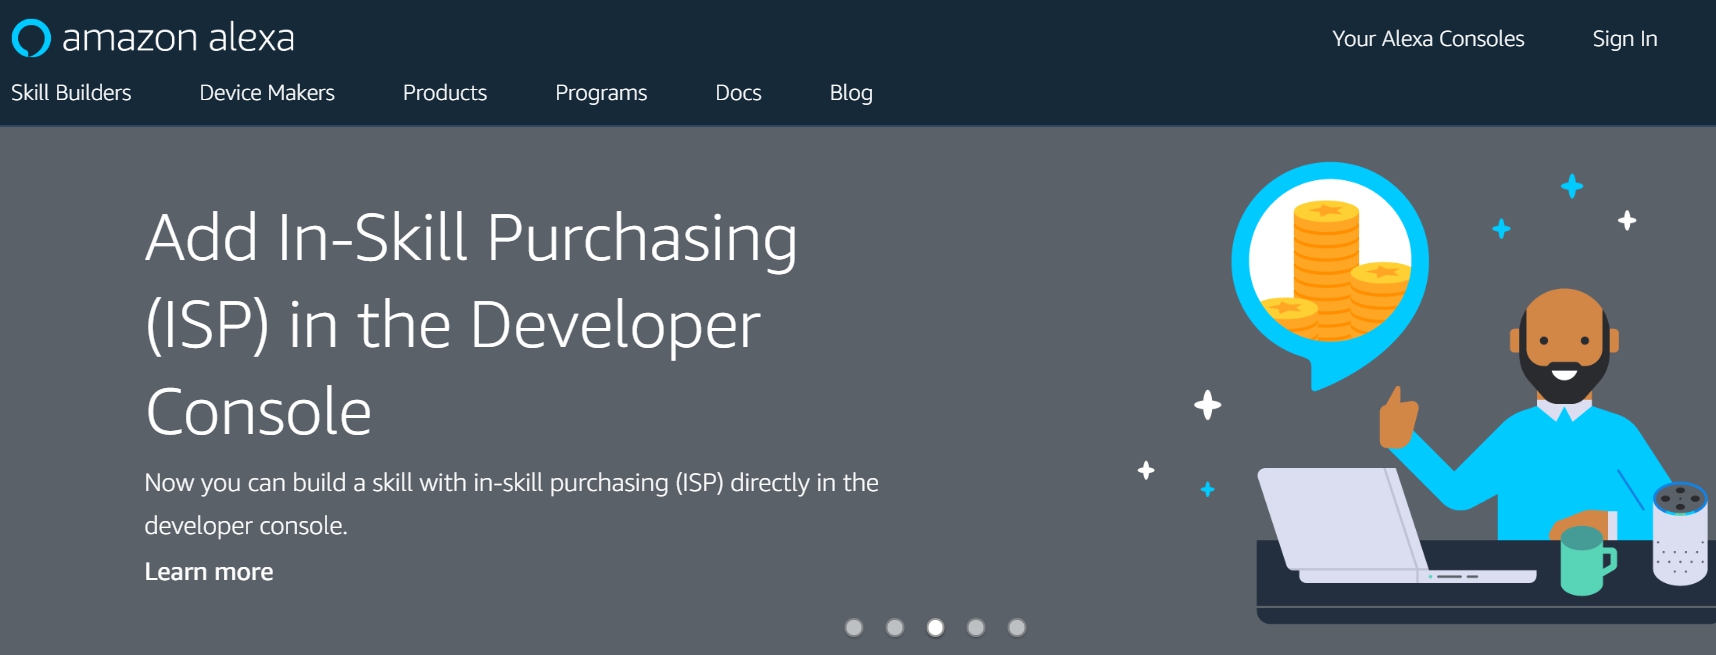 amazon alexa
Your Alexa Consoles
Sign In
Skill Builders
Device Makers
Products
Programs
Docs
Blog
Add In-Skill Purchasing
(ISP) in the Developer
Console
Now you can build a skill with in-skill purchasing (ISP) directly in the
developer console.
Learn more